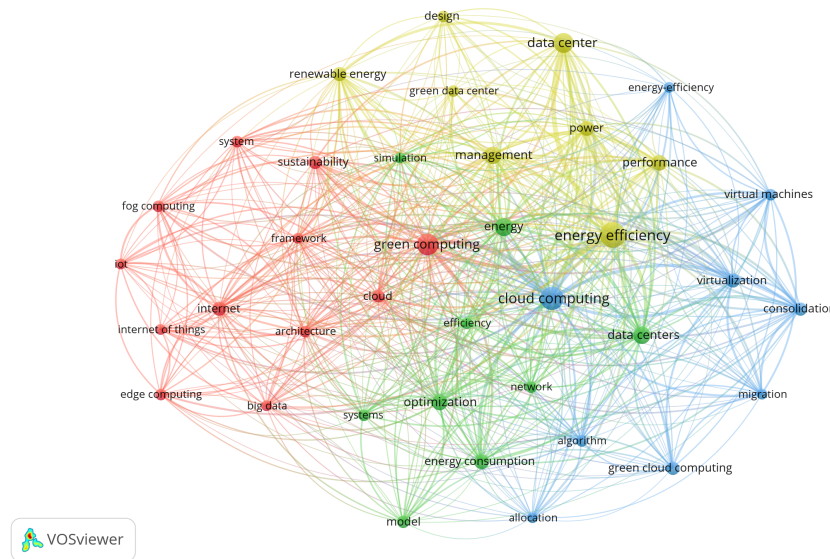 design
data center
renewable energy
green data center
energy-efficiency
power
system
sustainability
simulation
management
performance
virtual machines
fog computing
energy
framework
green computing
energy efficiency
iot
virtualization
cloud
cloud computing
internet
consolidation
efficiency
internet of things
architecture
data centers
network
edge computing
migration
big data
optimization
systems
algorithm
energy consumption
green cloud computing
model
allocation
VOSviewer